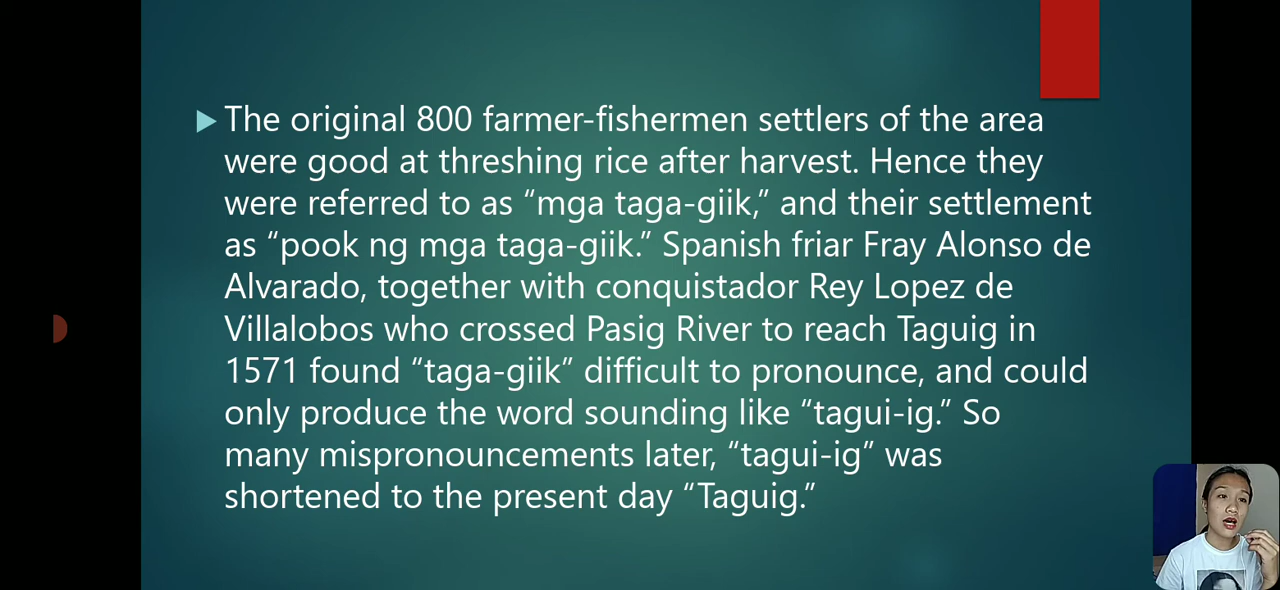 The original 800 farmer-fishermen settlers of the area
were good at threshing rice after harvest. Hence they
were referred to as “mga taga-giik,” and their settlement
as “pook ng mga taga-giik.” Spanish friar Fray Alonso de
Alvarado, together with conquistador Rey Lopez de
Villalobos who crossed Pasig River to reach Taguig in
1571 found “taga-giik” difficult to pronounce, and could
only produce the word sounding like “tagui-ig.” So
many mispronouncements later, “tagui-ig” was
shortened to the present day “Taguig.”